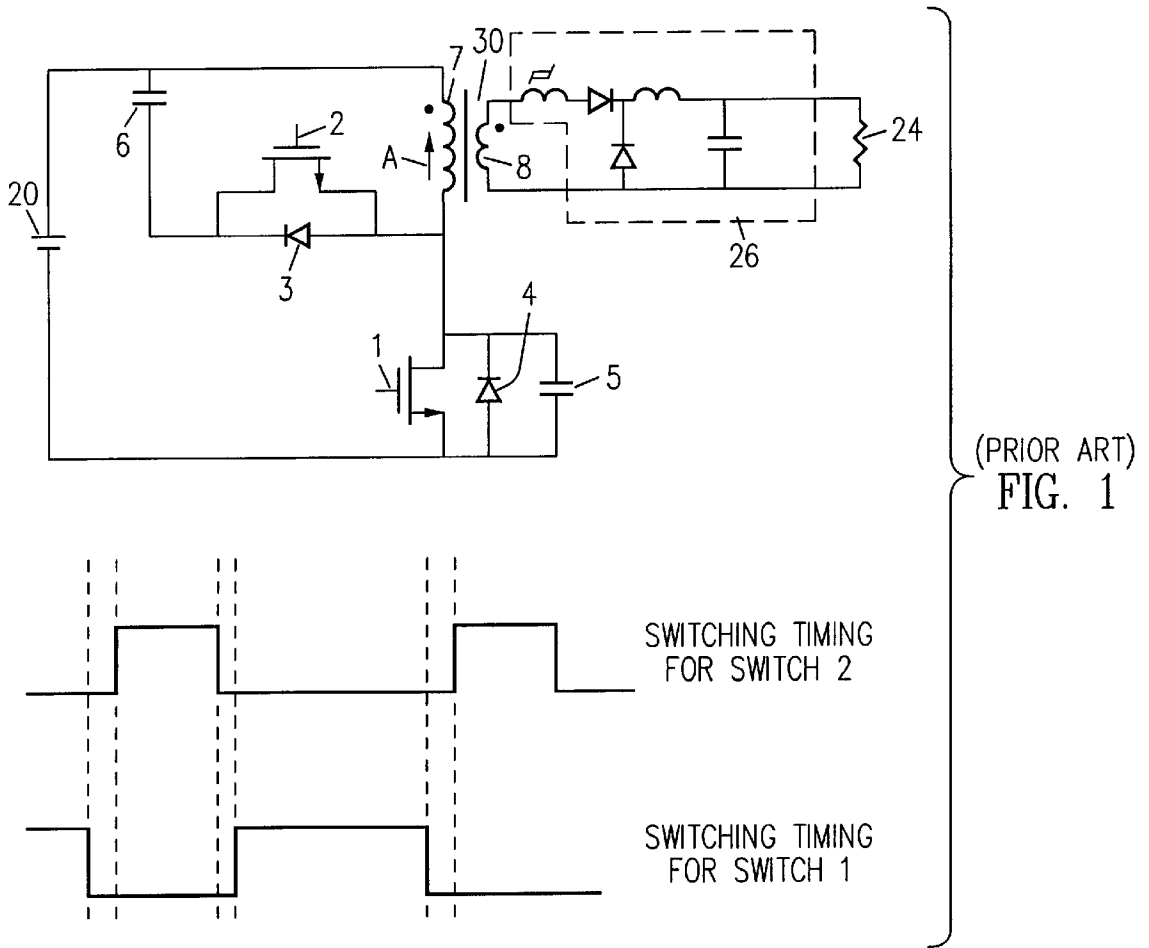 7
30
2
6
A
8
24
20
3
26
4
1
5
(PRIOR ART)
FIG. 1
SWITCHING TIMING
FOR SWITCH 2
SWITCHING TIMING
FOR SWITCH 1